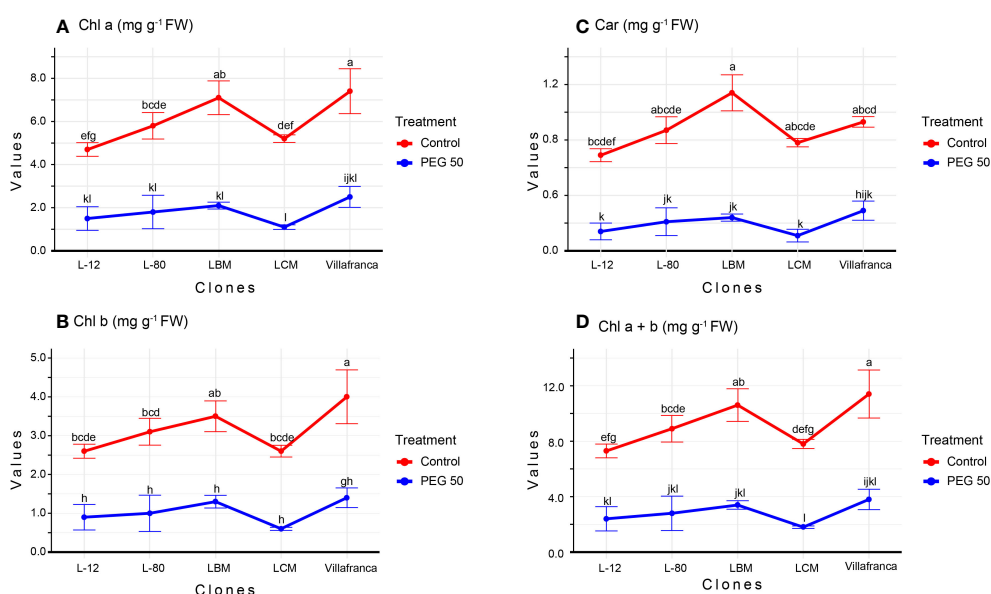 A Chl a (mg g-1 FW)
Values
8.0
6.0
4.0
2.0
0.0
efg
bcde
ab
def
a
kl
kl
kl
l
ijkl
L-12 L-80 LBM LCM Villafranca
Clones
Treatment
Control
PEG 50
C Car (mg g-1 FW)
Values
1.2
0.8
0.6
0.0
bcdef
abcde
a
abcde
abcd
k
jk
jk
k
hijk
L-12 L-80 LBM LCM Villafranca
Clones
Treatment
Control
PEG 50
B Chl b (mg g-1 FW)
Values
5.0
4.0
3.0
2.0
1.0
0.0
bcde
bcd
ab
bcde
a
h
h
h
h
gh
L-12 L-80 LBM LCM Villafranca
Clones
Treatment
Control
PEG 50
D Chl a + b (mg g-1 FW)
Values
12.0
8.0
4.0
0.0
efg
bcde
ab
defg
a
kl
jkl
jkl
l
ijkl
L-12 L-80 LBM LCM Villafranca
Clones
Treatment
Control
PEG 50